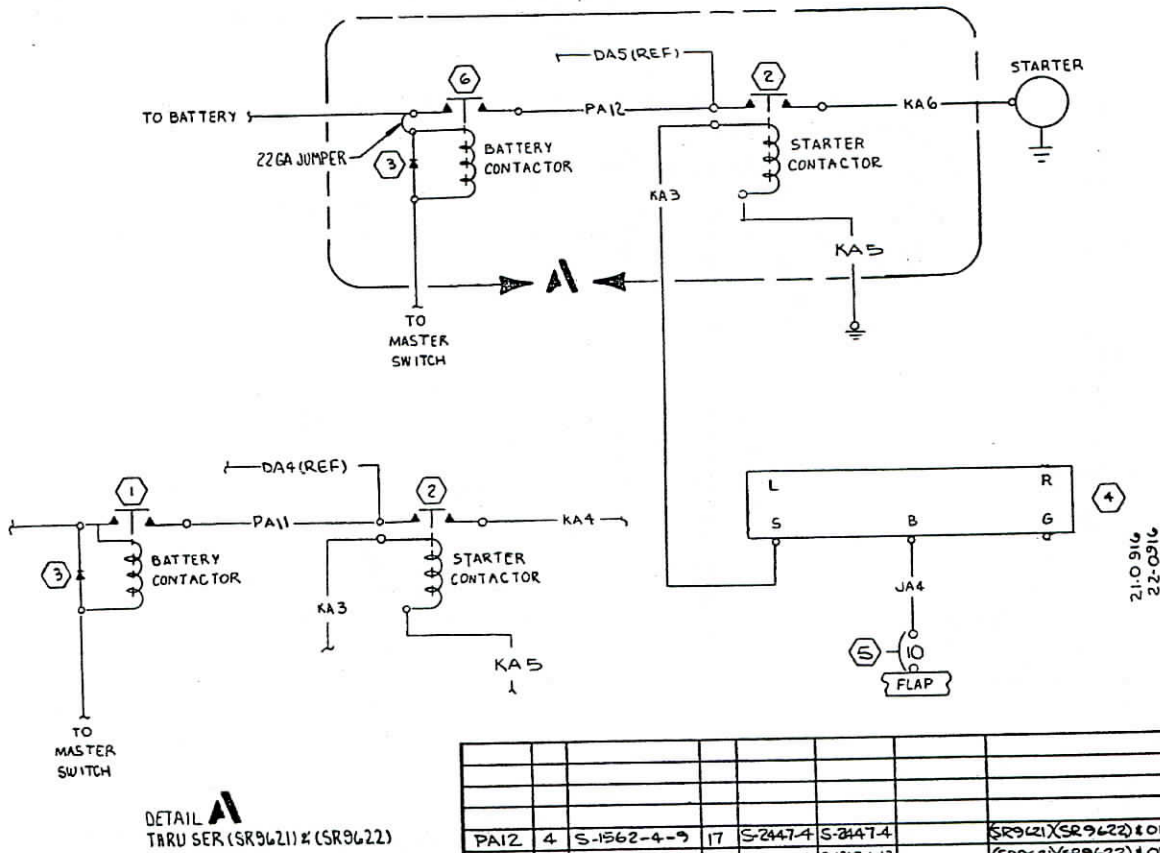 DA5(REF)
6
2
STARTER
TO BATTERY
PA12
KA6
22GA JUMPER
3
BATTERY
CONTACTOR
STARTER
CONTACTOR
KA3
KA5
A
TO
MASTER
SWITCH
DA4(REF)
1
2
PA11
KA4
3
BATTERY
CONTACTOR
STARTER
CONTACTOR
KA3
KA5
TO
MASTER
SWITCH
L
R
4
S
B
G
JA4
5
10
FLAP
21-0916
22-0916
DETAIL A
THRU SER (SR9621) & (SR9622)
PA12 4 S-1562-4-9 17 S-2447-4 S-2447-4 (SR9621)(SR9622)